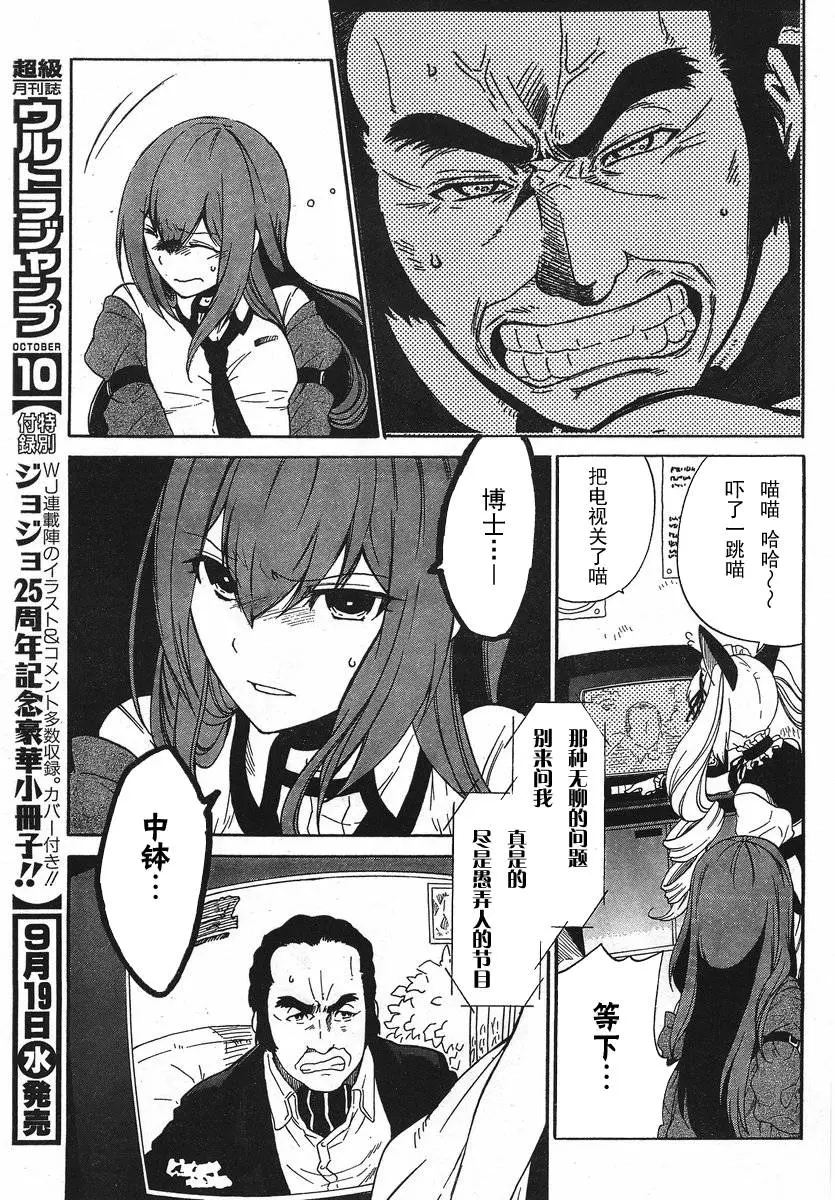 喵喵 哈哈～～
吓了一跳喵
把电视关了喵
等下…
那种无聊的问题
别来问我
真是的
尽是愚弄人的节目
博士…—
中钵…
超級
月刊誌
ウルトラジャンプ
OCTOBER
10
特別
付録
WJ連載陣のイラスト&コメント多数収録。カバー付き!!
ジョジョ25周年記念豪華小冊子!!
9月19日水発売